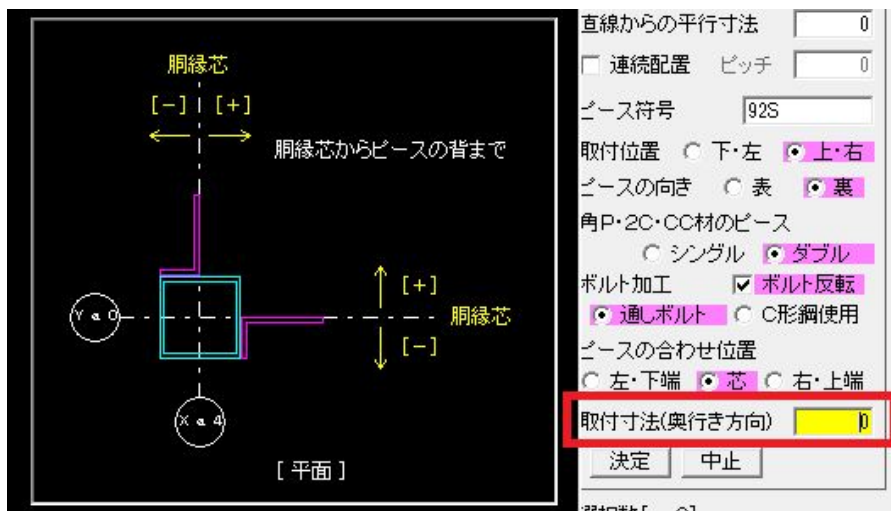 胴縁芯
[-] [+]
胴縁芯からピースの背まで
[+]
胴縁芯
[-]
[平面]
直線からの平行寸法 0
連続配置 ピッチ 0
ピース符号 92S
取付位置 下・左 上・右
ピースの向き 表 裏
角P・2C・CC材のピース
シングル ダブル
ボルト加工 ボルト反転
通しボルト C形鋼使用
ピースの合わせ位置
左・下端 芯 右・上端
取付寸法(奥行き方向) 0
決定 中止